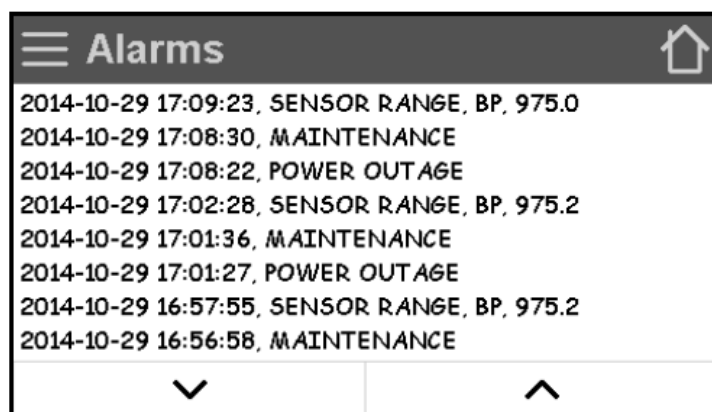 Alarms
2014-10-29 17:09:23, SENSOR RANGE, BP, 975.0
2014-10-29 17:08:30, MAINTENANCE
2014-10-29 17:08:22, POWER OUTAGE
2014-10-29 17:02:28, SENSOR RANGE, BP, 975.2
2014-10-29 17:01:36, MAINTENANCE
2014-10-29 17:01:27, POWER OUTAGE
2014-10-29 16:57:55, SENSOR RANGE, BP, 975.2
2014-10-29 16:56:58, MAINTENANCE